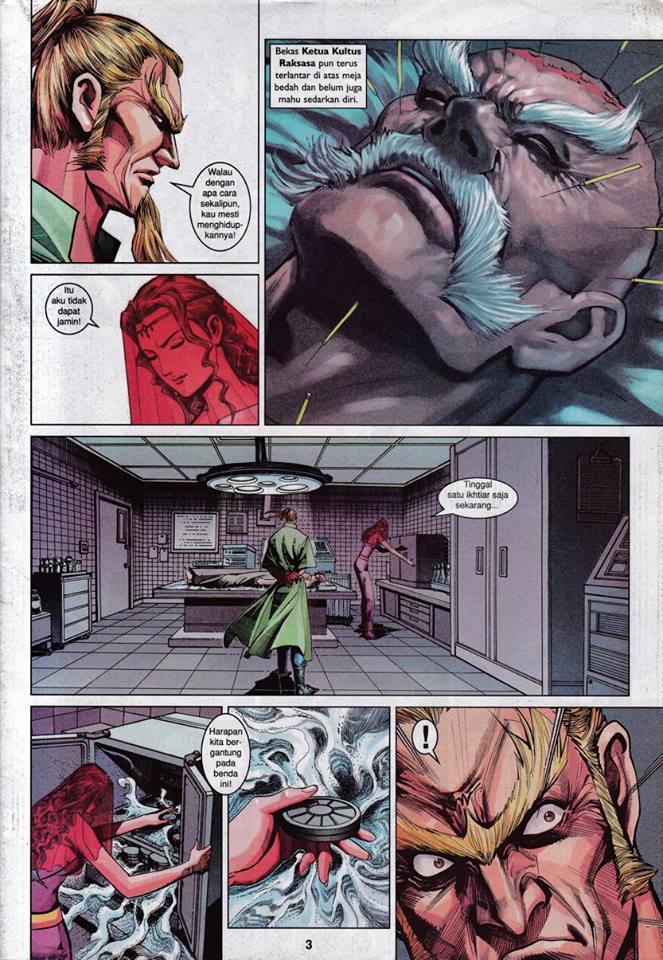 Walau
dengan
apa cara
sekalipun,
kau mesti
menghidup-
kannya!
Bekas Ketua Kultus
Raksasa pun terus
terlantar di atas meja
bedah dan belum juga
mahu sedarkan diri.
Itu
aku tidak
dapat
jamin!
Tinggal
satu ikhtiar saja
sekarang...
Harapan
kita ber-
gantung
pada
benda
ini!
!
3